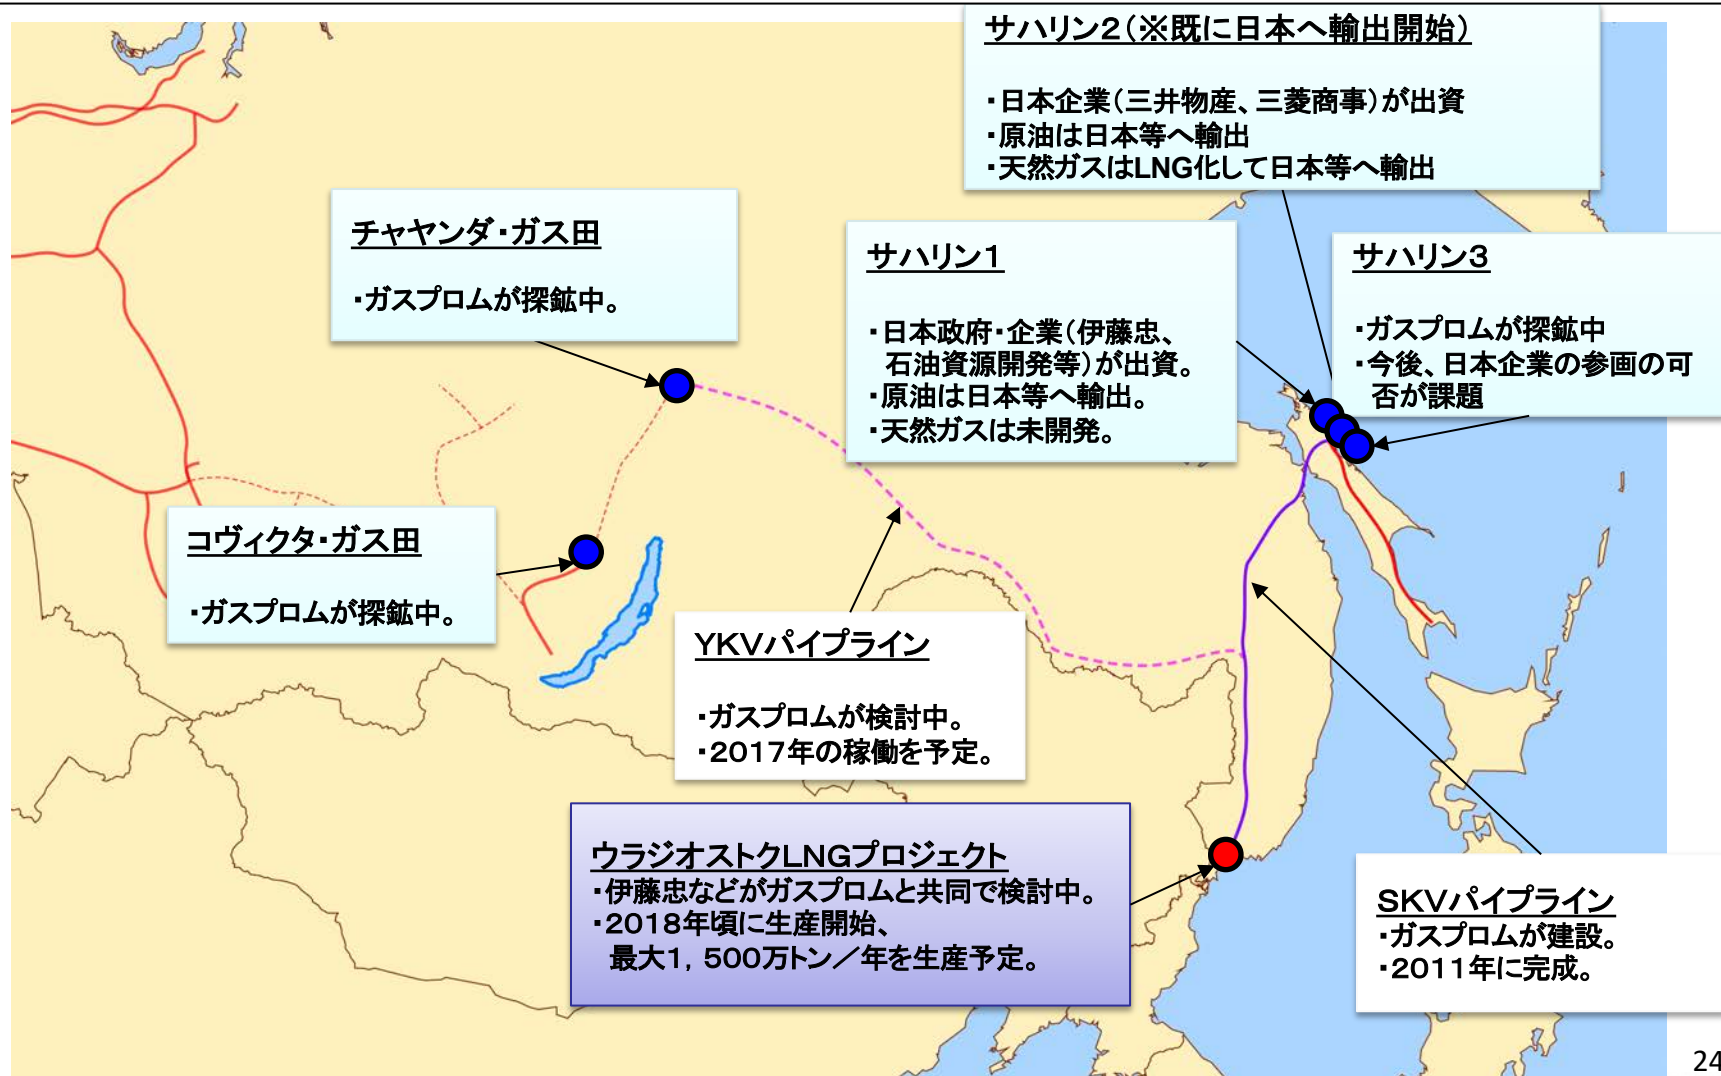 サハリン2(※既に日本へ輸出開始)
・日本企業(三井物産、三菱商事)が出資
・原油は日本等へ輸出
・天然ガスはLNG化して日本等へ輸出
チャヤンダ・ガス田
・ガスプロムが探鉱中。
サハリン1
・日本政府・企業(伊藤忠、
石油資源開発等)が出資。
・原油は日本等へ輸出。
・天然ガスは未開発。
サハリン3
・ガスプロムが探鉱中
・今後、日本企業の参画の可
否が課題
コヴィクタ・ガス田
・ガスプロムが探鉱中。
YKVパイプライン
・ガスプロムが検討中。
・2017年の稼働を予定。
ウラジオストクLNGプロジェクト
・伊藤忠などがガスプロムと共同で検討中。
・2018年頃に生産開始、
最大1,500万トン/年を生産予定。
SKVパイプライン
・ガスプロムが建設。
・2011年に完成。
24